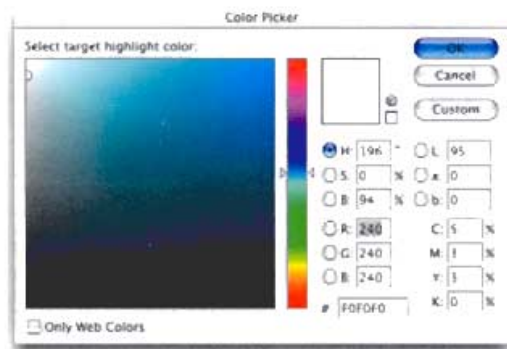 Color Picker
Select target highlight color:
OK
Cancel
Custom
H: 196 °
S: 0 %
B: 94 %
R: 240
G: 240
B: 240
# F0F0F0
L: 95
a: 0
b: 0
C: 5 %
M: 3 %
Y: 3 %
K: 0 %
Only Web Colors